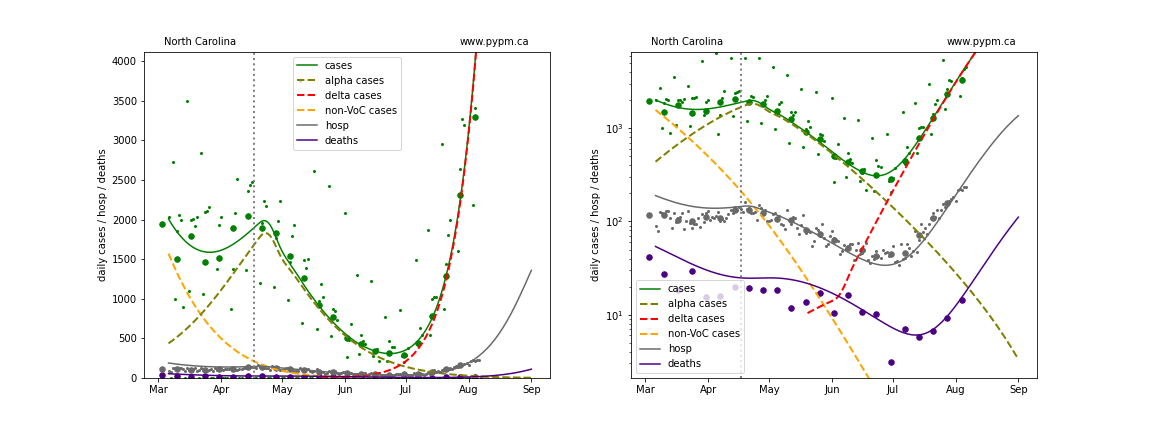 North Carolina
www.pypm.ca
daily cases / hosp / deaths
4000
3500
3000
2500
2000
1500
1000
500
0
cases
alpha cases
delta cases
non-VoC cases
hosp
deaths
Mar
Apr
May
Jun
Jul
Aug
Sep
North Carolina
www.pypm.ca
daily cases / hosp / deaths
10³
10²
10¹
cases
alpha cases
delta cases
non-VoC cases
hosp
deaths
Mar
Apr
May
Jun
Jul
Aug
Sep